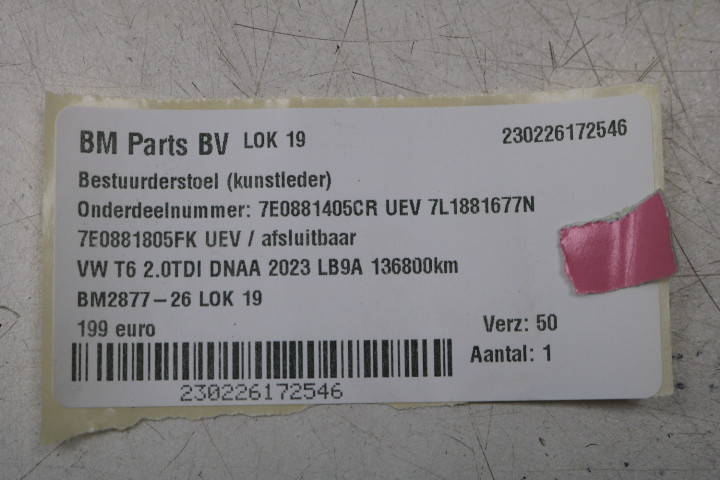 BM Parts BV LOK 19 230226172546
Bestuurderstoel (kunstleder)
Onderdeelnummer: 7E0881405CR UEV 7L1881677N
7E0881805FK UEV / afsluitbaar
VW T6 2.0TDI DNAA 2023 LB9A 136800km
BM2877-26 LOK 19
199 euro Verz: 50
Aantal: 1
230226172546